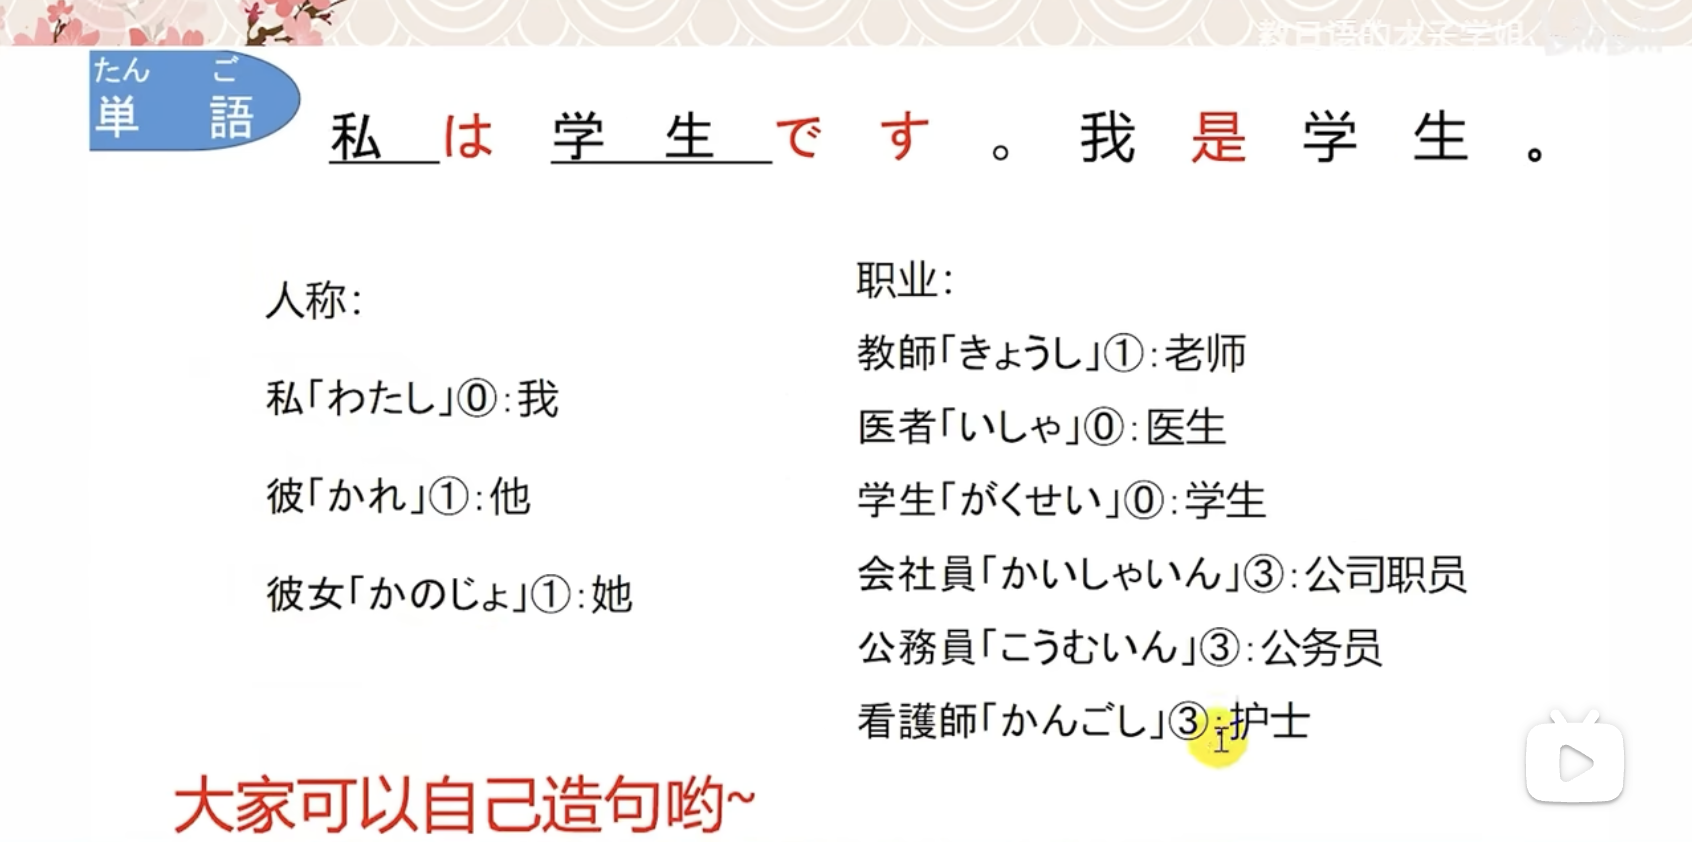 教日语的木子学姐 bilibili
たん ご
単 語
私 は 学 生 で す 。 我 是 学 生 。
人称：
私「わたし」⓪：我
彼「かれ」①：他
彼女「かのじょ」①：她
职业：
教師「きょうし」①：老师
医者「いしゃ」⓪：医生
学生「がくせい」⓪：学生
会社員「かいしゃいん」③：公司职员
公務員「こうむいん」③：公务员
看護師「かんごし」③：护士
大家可以自己造句哟~